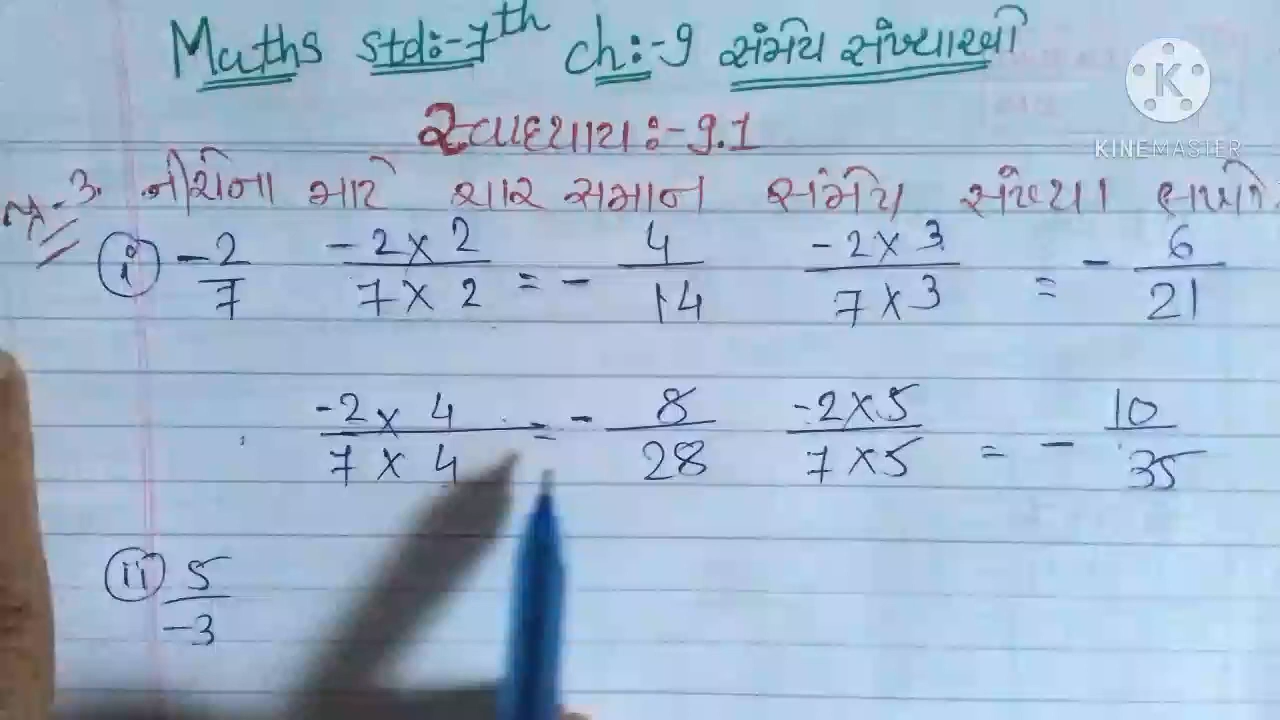 Maths std:-7th ch:-9 સંમેય સંખ્યાઓ
K
KINEMASTER
સ્વાધ્યાય:-9.1
પ્ર-3. નીચેના માટે ચાર સમાન સંમેય સંખ્યા લખો:
(i) -2/7 -2×2/7×2 = -4/14 -2×3/7×3 = -6/21
-2×4/7×4 = -8/28 -2×5/7×5 = -10/35
(ii) 5/-3